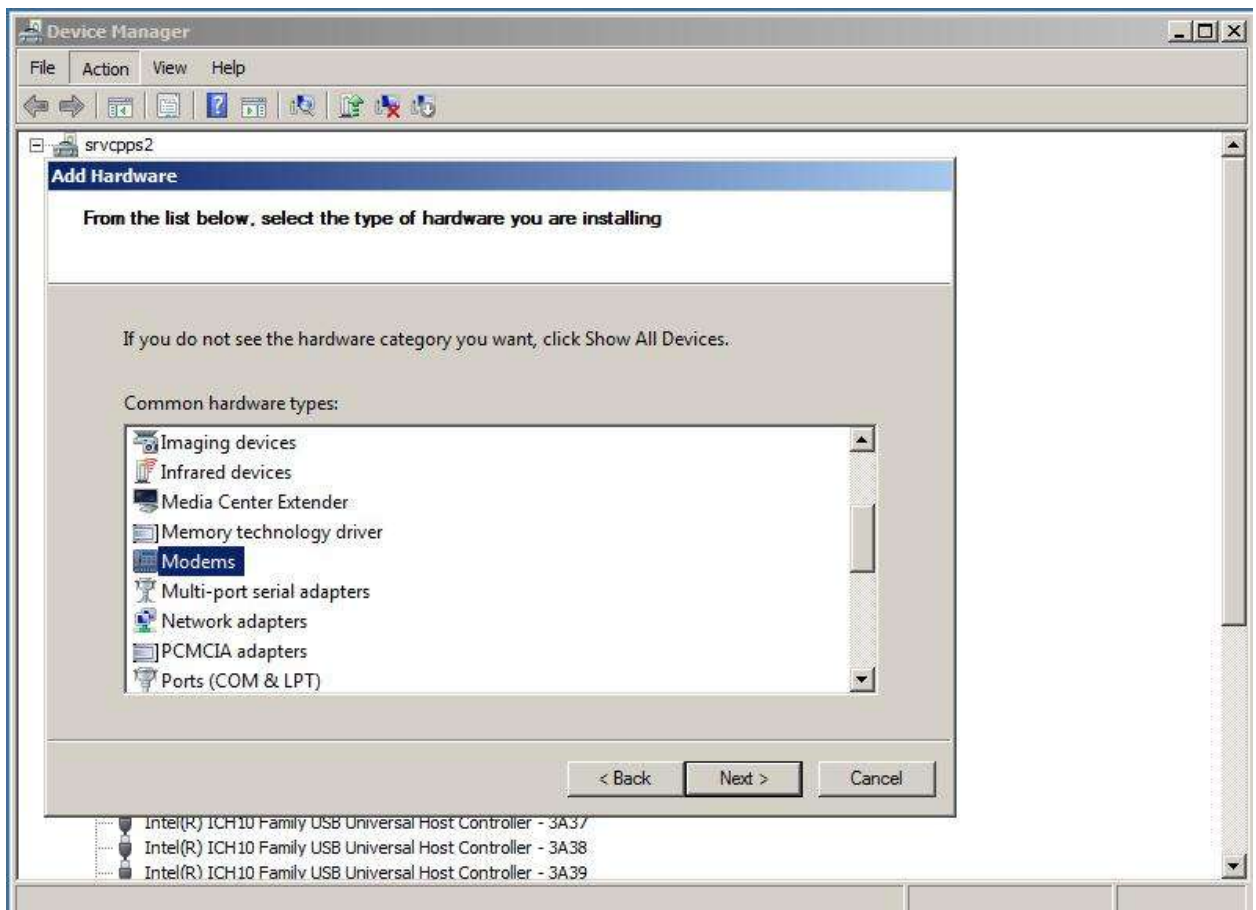 Device Manager
File Action View Help
srvcpps2
Add Hardware
From the list below, select the type of hardware you are installing
If you do not see the hardware category you want, click Show All Devices.
Common hardware types:
Imaging devices
Infrared devices
Media Center Extender
Memory technology driver
Modems
Multi-port serial adapters
Network adapters
PCMCIA adapters
Ports (COM & LPT)
< Back Next > Cancel
Intel(R) ICH10 Family USB Universal Host Controller - 3A37
Intel(R) ICH10 Family USB Universal Host Controller - 3A38
Intel(R) ICH10 Family USB Universal Host Controller - 3A39